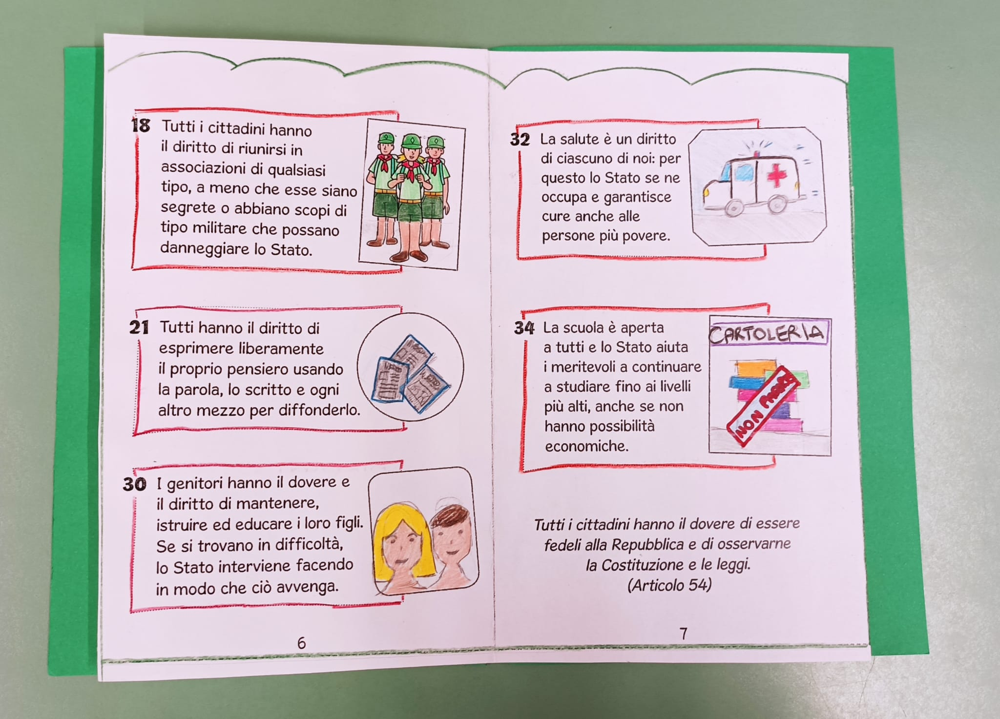 18 Tutti i cittadini hanno
il diritto di riunirsi in
associazioni di qualsiasi
tipo, a meno che esse siano
segrete o abbiano scopi di
tipo militare che possano
danneggiare lo Stato.
21 Tutti hanno il diritto di
esprimere liberamente
il proprio pensiero usando
la parola, lo scritto e ogni
altro mezzo per diffonderlo.
30 I genitori hanno il dovere e
il diritto di mantenere,
istruire ed educare i loro figli.
Se si trovano in difficoltà,
lo Stato interviene facendo
in modo che ciò avvenga.
6
32 La salute è un diritto
di ciascuno di noi: per
questo lo Stato se ne
occupa e garantisce
cure anche alle
persone più povere.
34 La scuola è aperta
a tutti e lo Stato aiuta
i meritevoli a continuare
a studiare fino ai livelli
più alti, anche se non
hanno possibilità
economiche.
CARTOLERIA
NON
Tutti i cittadini hanno il dovere di essere
fedeli alla Repubblica e di osservarne
la Costituzione e le leggi.
(Articolo 54)
7